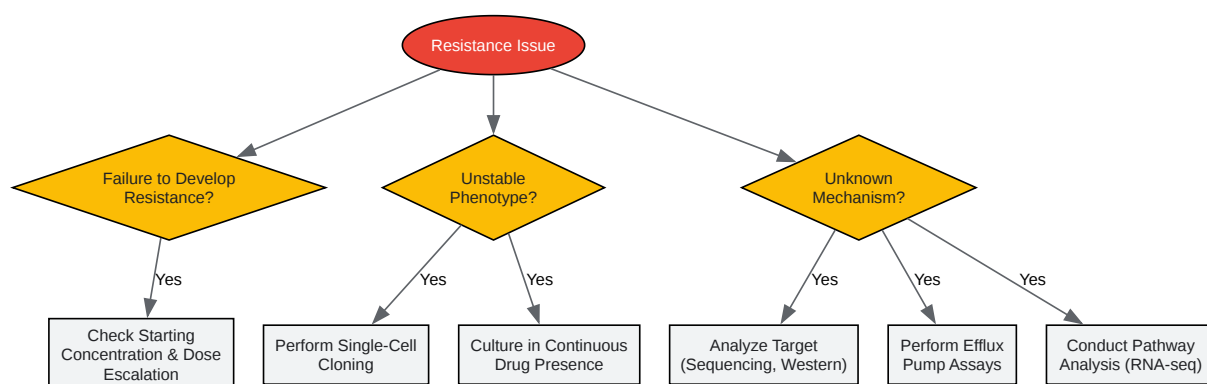 Resistance Issue
Failure to Develop
Resistance?
Unstable
Phenotype?
Unknown
Mechanism?
Yes
Yes
Yes
Yes
Yes
Yes
Check Starting
Concentration & Dose
Escalation
Perform Single-Cell
Cloning
Culture in Continuous
Drug Presence
Analyze Target
(Sequencing, Western)
Perform Efflux
Pump Assays
Conduct Pathway
Analysis (RNA-seq)